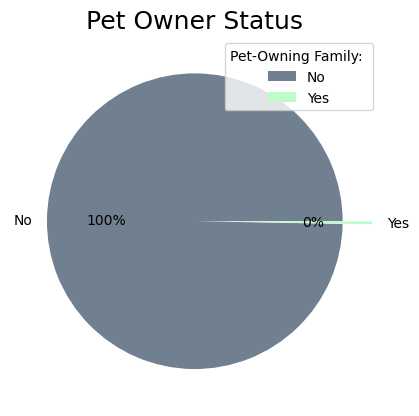 Pet Owner Status
Pet-Owning Family:
No
Yes
No
100%
0%
Yes